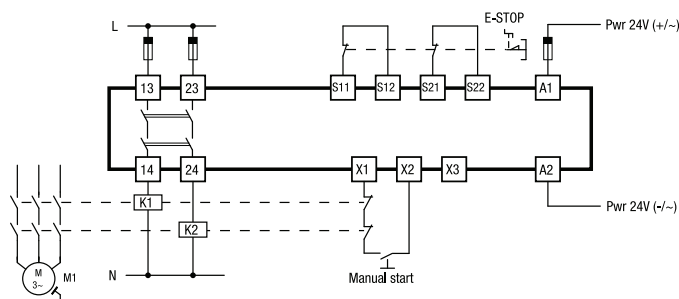 L
E-STOP
Pwr 24V (+/~)
13 23 S11 S12 S21 S22 A1
14 24 X1 X2 X3 A2
K1
K2
Pwr 24V (-/~)
M
3~
M1
N
Manual start